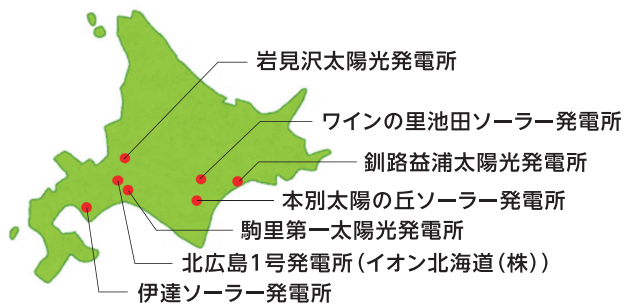 岩見沢太陽光発電所
ワインの里池田ソーラー発電所
釧路益浦太陽光発電所
本別太陽の丘ソーラー発電所
駒里第一太陽光発電所
北広島1号発電所(イオン北海道(株))
伊達ソーラー発電所